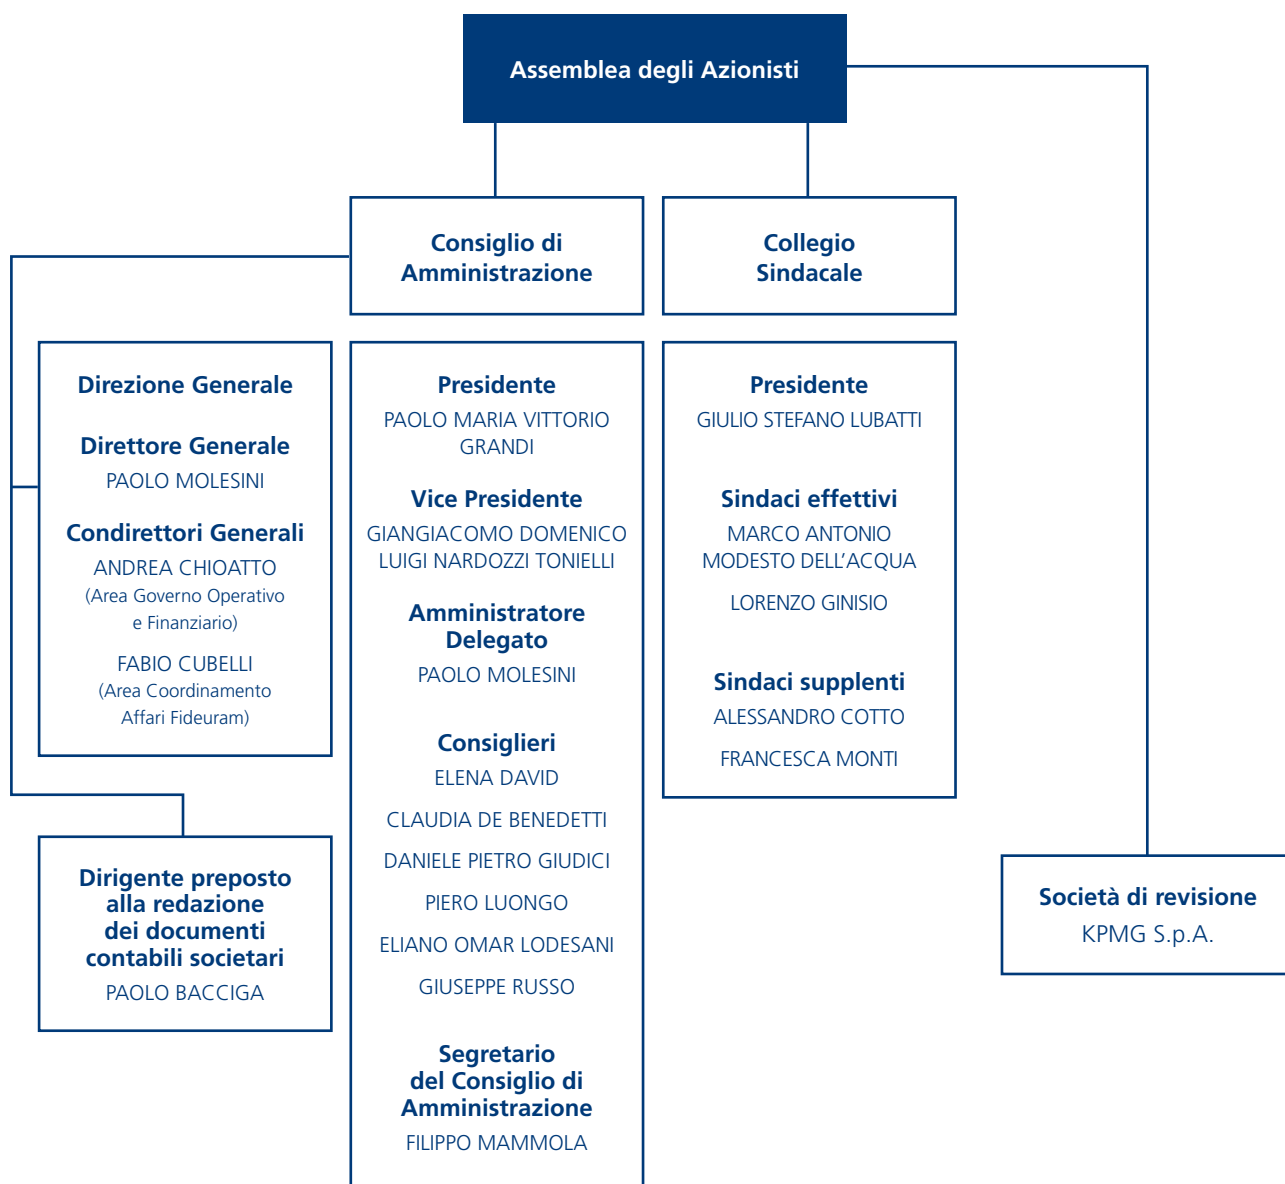 Assemblea degli Azionisti
Consiglio di
Amministrazione
Collegio
Sindacale
Direzione Generale
Direttore Generale
PAOLO MOLESINI
Condirettori Generali
ANDREA CHIOATTO
(Area Governo Operativo
e Finanziario)
FABIO CUBELLI
(Area Coordinamento
Affari Fideuram)
Presidente
PAOLO MARIA VITTORIO
GRANDI
Vice Presidente
GIANGIACOMO DOMENICO
LUIGI NARDOZZI TONIELLI
Amministratore
Delegato
PAOLO MOLESINI
Consiglieri
ELENA DAVID
CLAUDIA DE BENEDETTI
DANIELE PIETRO GIUDICI
PIERO LUONGO
ELIANO OMAR LODESANI
GIUSEPPE RUSSO
Segretario
del Consiglio di
Amministrazione
FILIPPO MAMMOLA
Presidente
GIULIO STEFANO LUBATTI
Sindaci effettivi
MARCO ANTONIO
MODESTO DELL’ACQUA
LORENZO GINISIO
Sindaci supplenti
ALESSANDRO COTTO
FRANCESCA MONTI
Dirigente preposto
alla redazione
dei documenti
contabili societari
PAOLO BACCIGA
Società di revisione
KPMG S.p.A.